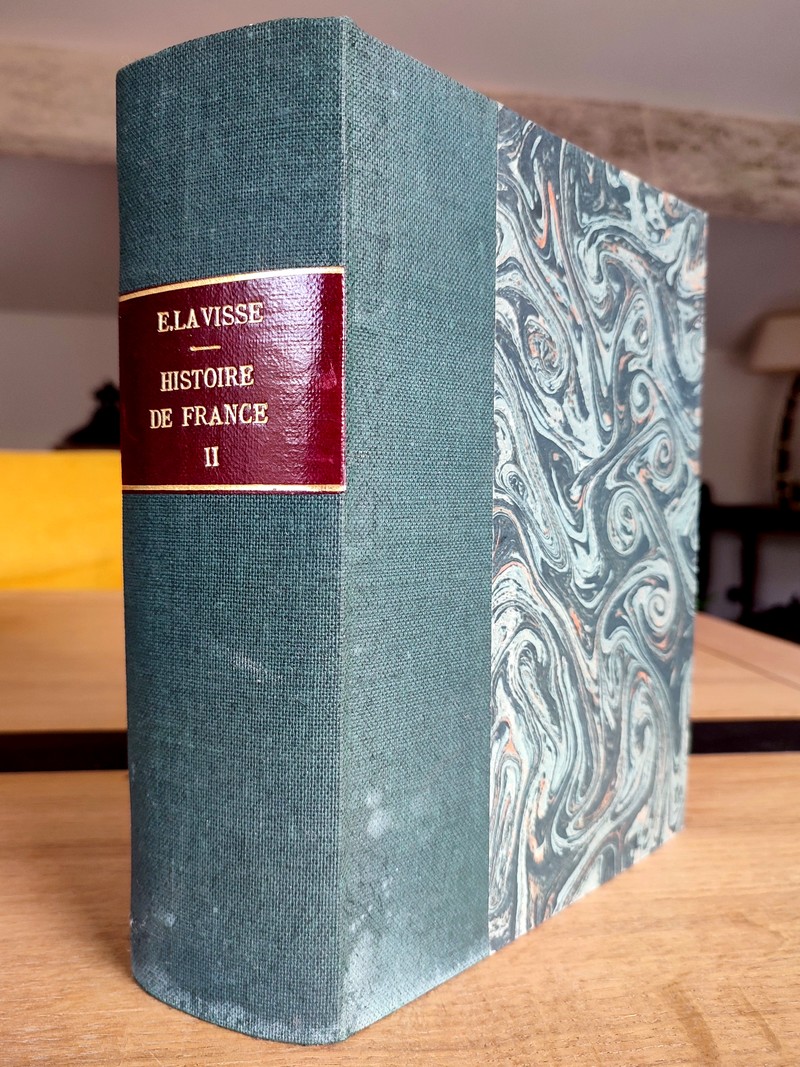 E.LAVISSE
HISTOIRE
DE FRANCE
II